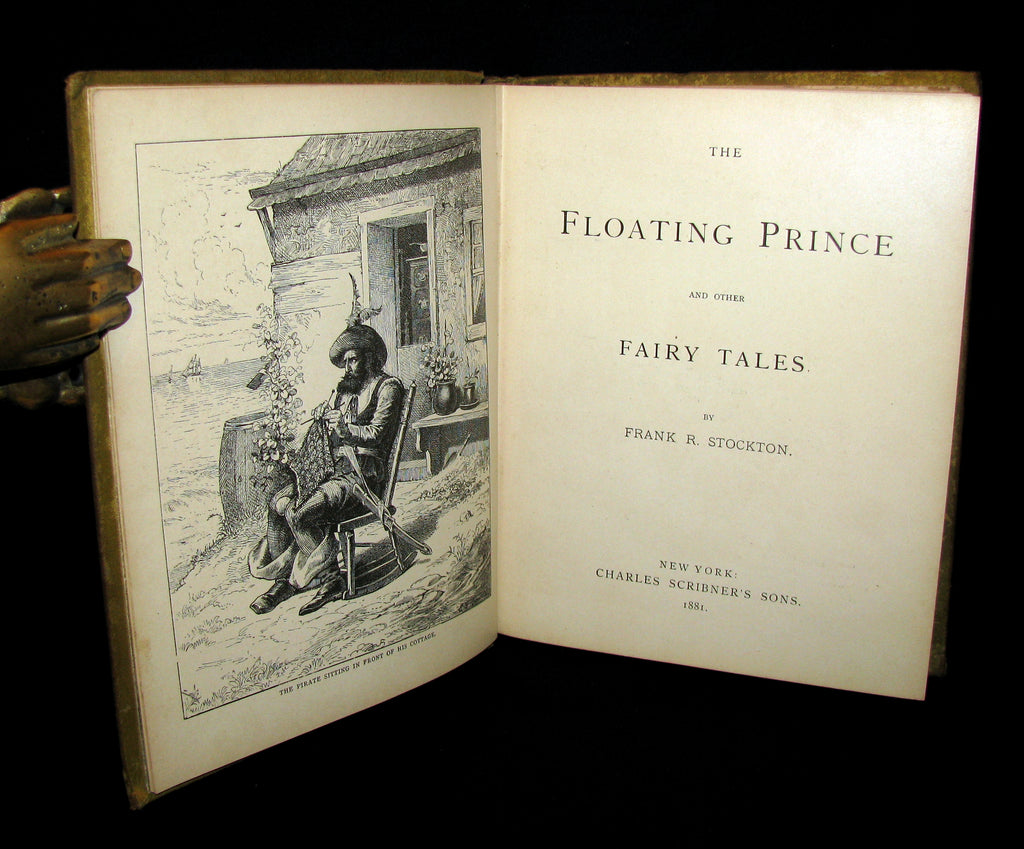 THE PIRATE SITTING IN FRONT OF HIS COTTAGE.
THE
FLOATING PRINCE
AND OTHER
FAIRY TALES.
BY
FRANK R. STOCKTON.
NEW YORK:
CHARLES SCRIBNER'S SONS.
1881.